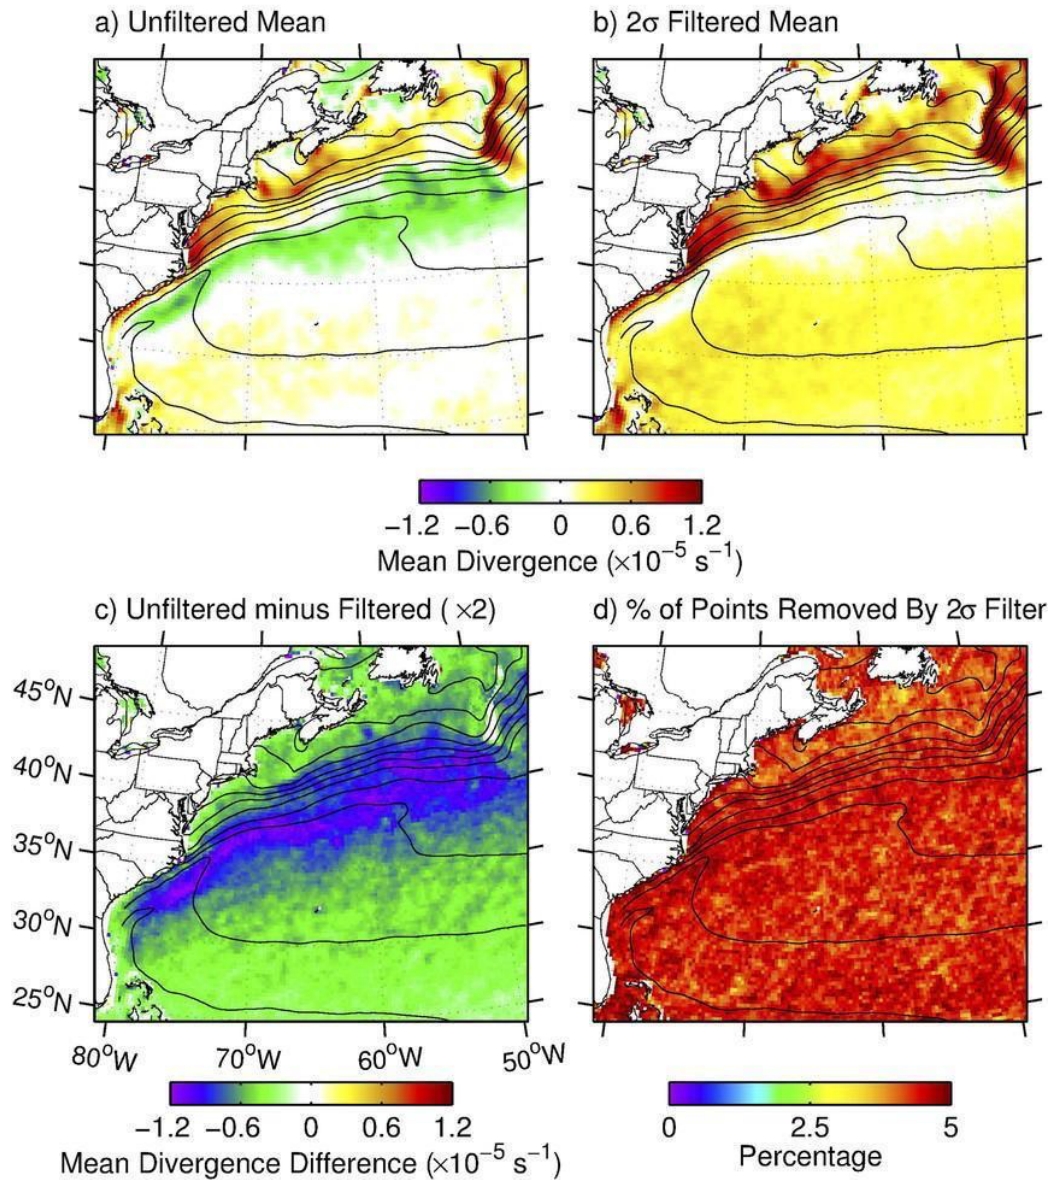 a) Unfiltered Mean
b) 2σ Filtered Mean
−1.2 −0.6 0 0.6 1.2
Mean Divergence (×10⁻⁵ s⁻¹)
c) Unfiltered minus Filtered ( ×2)
d) % of Points Removed By 2σ Filter
45°N
40°N
35°N
30°N
25°N
80°W 70°W 60°W 50°W
−1.2 −0.6 0 0.6 1.2
Mean Divergence Difference (×10⁻⁵ s⁻¹)
0 2.5 5
Percentage